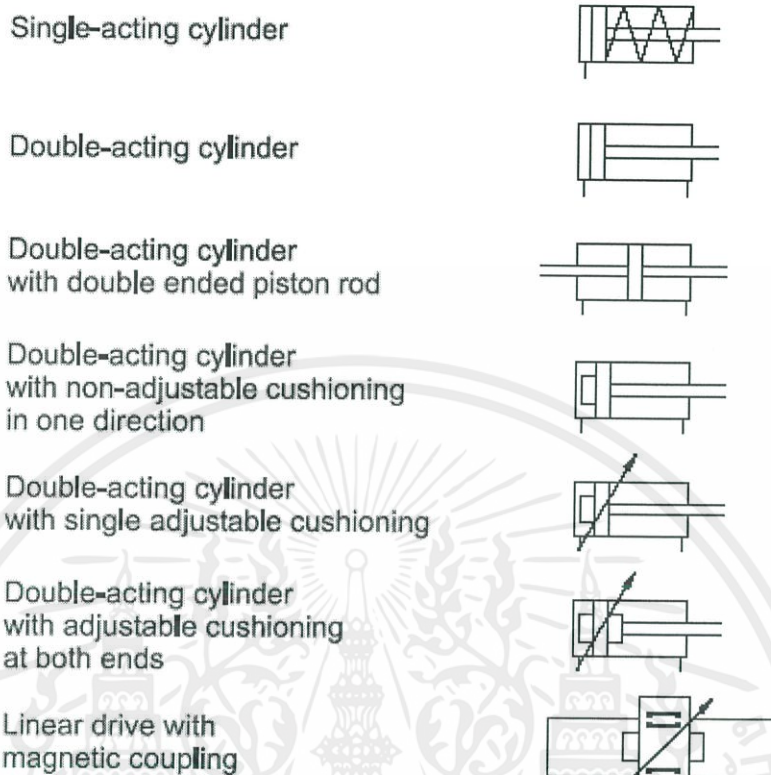 Single-acting cylinder
Double-acting cylinder
Double-acting cylinder
with double ended piston rod
Double-acting cylinder
with non-adjustable cushioning
in one direction
Double-acting cylinder
with single adjustable cushioning
Double-acting cylinder
with adjustable cushioning
at both ends
Linear drive with
magnetic coupling